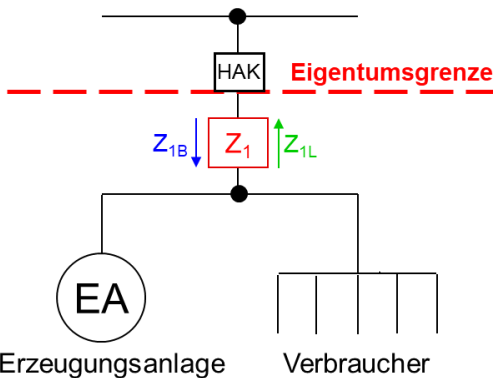 HAK
Eigentumsgrenze
Z1B Z1 Z1L
EA
Erzeugungsanlage Verbraucher